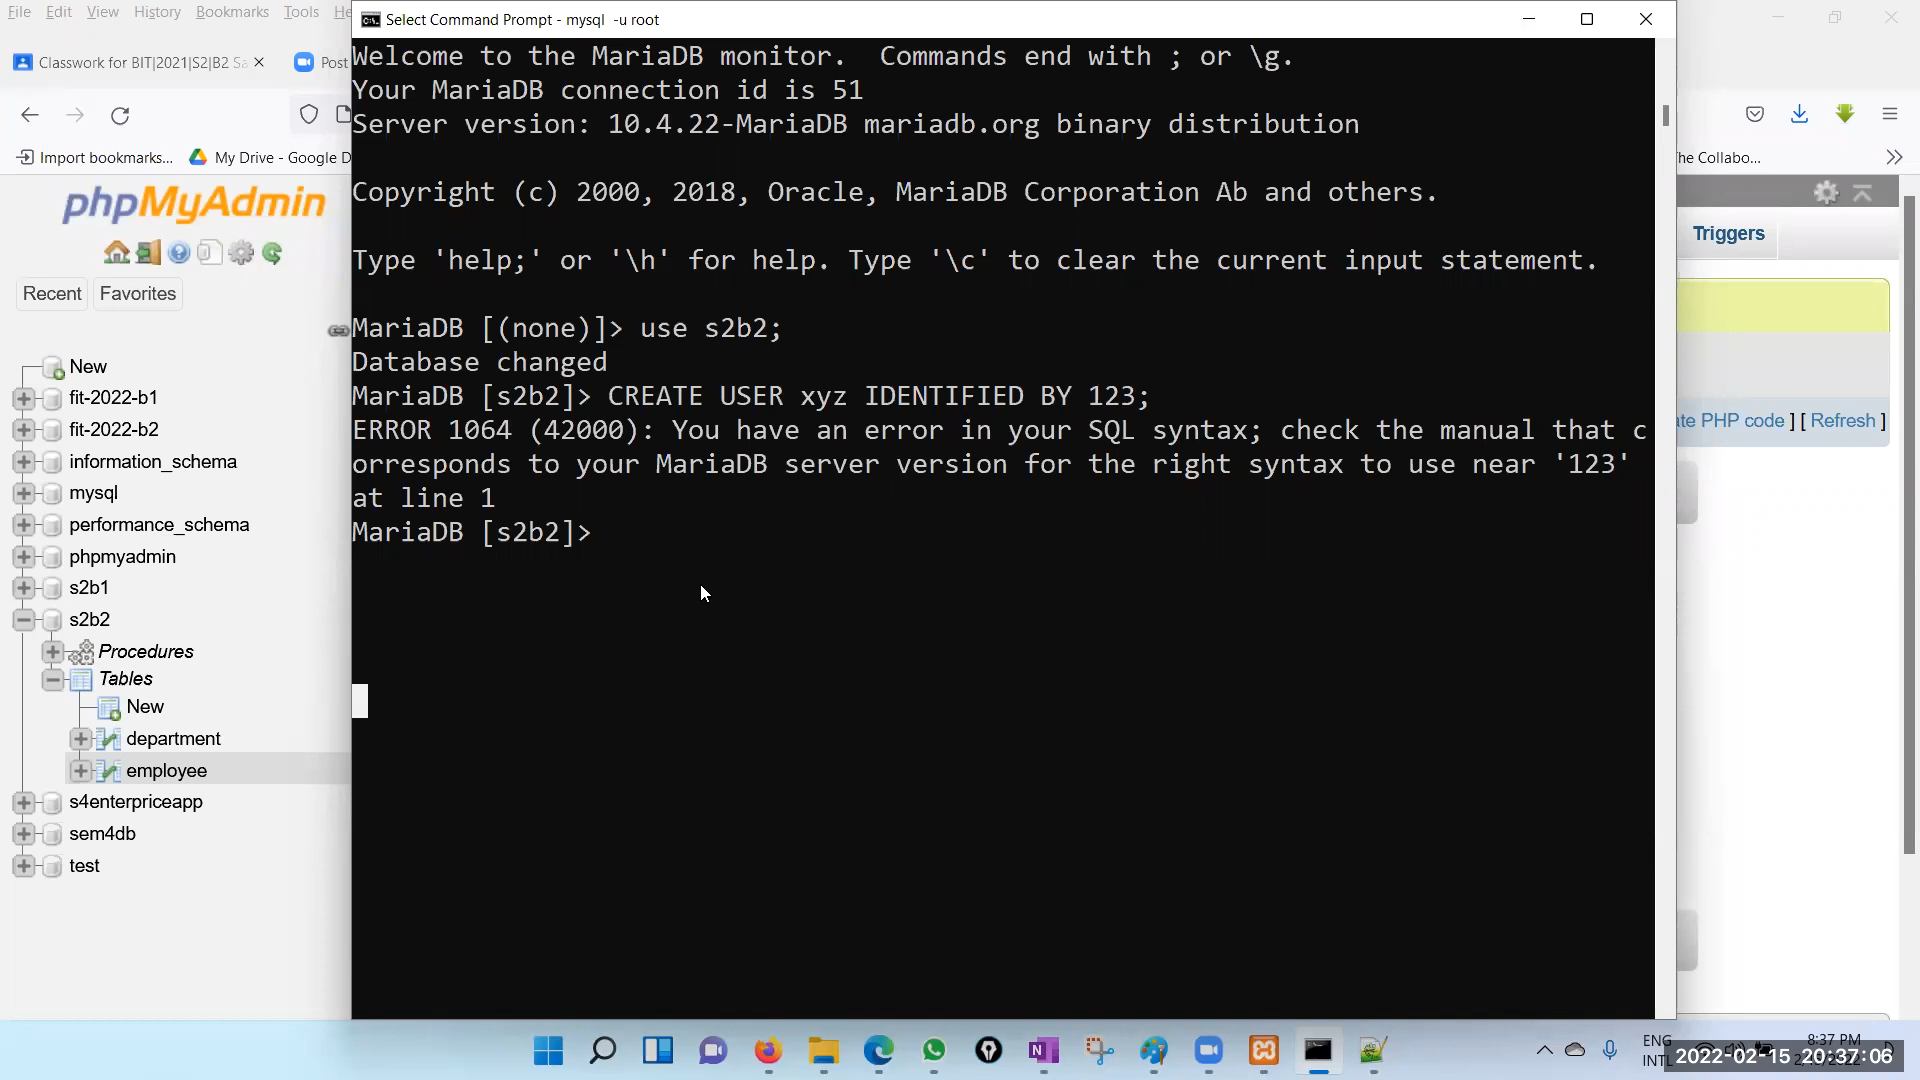 File Edit View History Bookmarks Tools He
Select Command Prompt - mysql -u root
Classwork for BIT|2021|S2|B2 Sa
Post
Import bookmarks...
My Drive - Google D
he Collabo...
phpMyAdmin
Recent
Favorites
New
fit-2022-b1
fit-2022-b2
information_schema
mysql
performance_schema
phpmyadmin
s2b1
s2b2
Procedures
Tables
New
department
employee
s4enterpriceapp
sem4db
test
Welcome to the MariaDB monitor.  Commands end with ; or \g.
Your MariaDB connection id is 51
Server version: 10.4.22-MariaDB mariadb.org binary distribution
Copyright (c) 2000, 2018, Oracle, MariaDB Corporation Ab and others.
Type 'help;' or '\h' for help. Type '\c' to clear the current input statement.
MariaDB [(none)]> use s2b2;
Database changed
MariaDB [s2b2]> CREATE USER xyz IDENTIFIED BY 123;
ERROR 1064 (42000): You have an error in your SQL syntax; check the manual that c
orresponds to your MariaDB server version for the right syntax to use near '123'
at line 1
MariaDB [s2b2]>
Triggers
ate PHP code ] [ Refresh ]
ENG
INTL
8:37 PM
2022-02-15 20:37:06